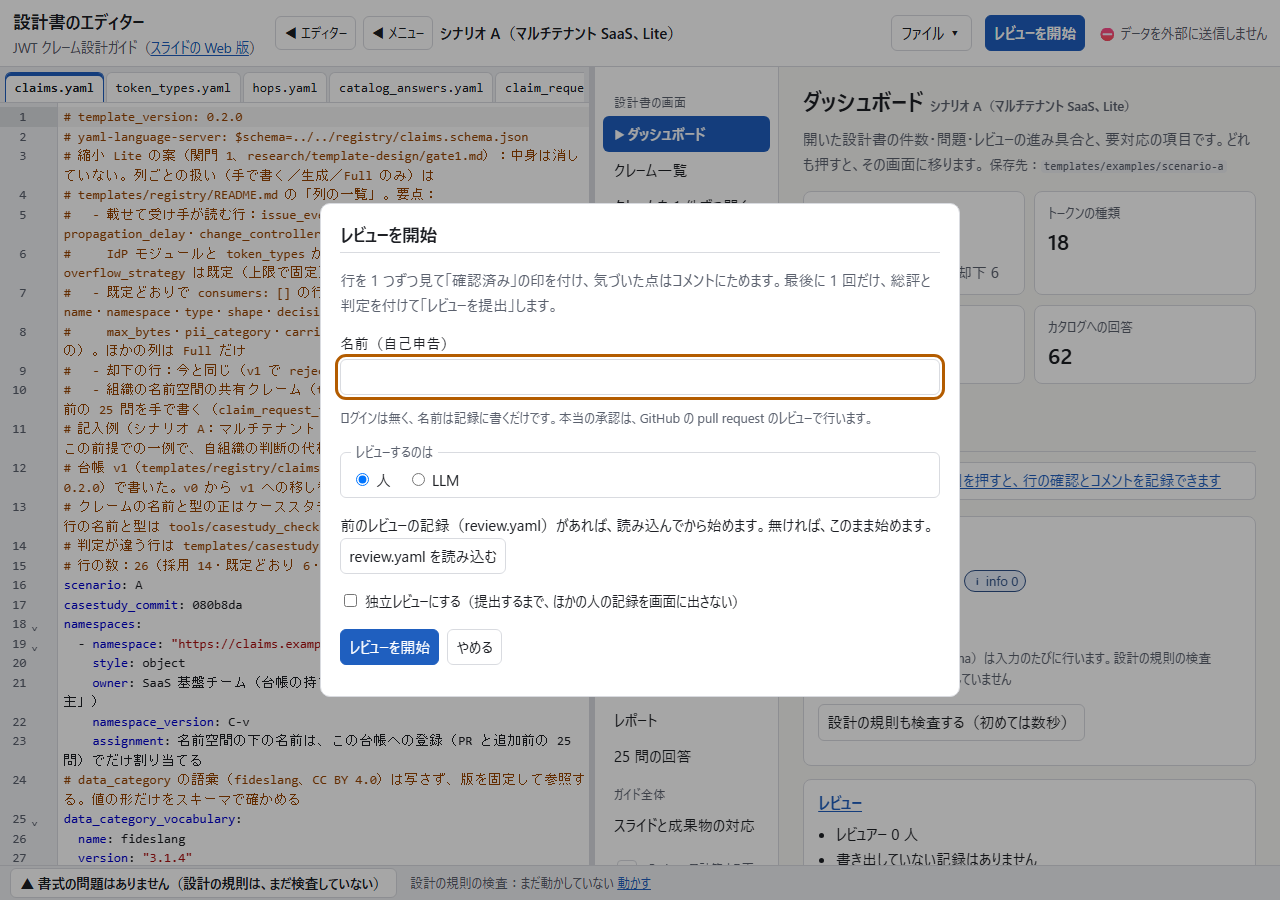 設計書のエディター
JWT クレーム設計ガイド（スライドの Web 版）
◀ エディター
◀ メニュー
シナリオ A（マルチテナント SaaS、Lite）
ファイル ▼
レビューを開始
データを外部に送信しません
claims.yaml
token_types.yaml
hops.yaml
catalog_answers.yaml
claim_reque
1 # template_version: 0.2.0
2 # yaml-language-server: $schema=../../registry/claims.schema.json
3 # 縮小 Lite の案（関門 1、research/template-design/gate1.md）：中身は消し
ていない。列ごとの扱い（手で書く／生成／Full のみ）は
4 # templates/registry/README.md の「列の一覧」。要点：
5 #   - 載せて受け手が読む行：issue_eve
propagation_delay・change_controller
6 #     IdP モジュールと token_types か
overflow_strategy は既定（上限で固定
7 #   - 既定どおりで consumers: [] の行
name・namespace・type・shape・decisi
8 #     max_bytes・pii_category・carri
の）。ほかの列は Full だけ
9 #   - 却下の行：今と同じ（v1 で rejec
10 #   - 組織の名前空間の共有クレーム（
前の 25 問を手で書く（claim_request_
11 # 記入例（シナリオ A：マルチテナント
この前提での一例で、自組織の判断の代わ
12 # 台帳 v1（templates/registry/claims
0.2.0）で書いた。v0 から v1 への移し
13 # クレームの名前と型の正はケーススタ
行の名前と型は tools/casestudy_check
14 # 判定が違う行は templates/casestudy
15 # 行の数：26（採用 14・既定どおり 6・
16 scenario: A
17 casestudy_commit: 080b8da
18 namespaces:
19   - namespace: "https://claims.examp
20     style: object
21     owner: SaaS 基盤チーム（台帳の持
主」）
22     namespace_version: C-v
23     assignment: 名前空間の下の名前は、この台帳への登録（PR と追加前の 25
問）でだけ割り当てる
24 # data_category の語彙（fideslang、CC BY 4.0）は写さず、版を固定して参照す
る。値の形だけをスキーマで確かめる
25 data_category_vocabulary:
26   name: fideslang
27   version: "3.1.4"
設計書の画面
▶ ダッシュボード
クレーム一覧
レポート
25 問の回答
ガイド全体
スライドと成果物の対応
ダッシュボード シナリオ A（マルチテナント SaaS、Lite）
開いた設計書の件数・問題・レビューの進み具合と、要対応の項目です。どれ
も押すと、その画面に移ります。保存先：templates/examples/scenario-a
却下 6
トークンの種類
18
カタログへの回答
62
を押すと、行の確認とコメントを記録できます
i info 0
ma）は入力のたびに行います。設計の規則の検査
ていません
設計の規則も検査する（初めては数秒）
レビュー
• レビュアー 0 人
• 書き出していない記録はありません
レビューを開始
行を 1 つずつ見て「確認済み」の印を付け、気づいた点はコメントにためます。最後に 1 回だけ、総評と
判定を付けて「レビューを提出」します。
名前（自己申告）
ログインは無く、名前は記録に書くだけです。本当の承認は、GitHub の pull request のレビューで行います。
レビューするのは
人
LLM
前のレビューの記録（review.yaml）があれば、読み込んでから始めます。無ければ、このまま始めます。
review.yaml を読み込む
独立レビューにする（提出するまで、ほかの人の記録を画面に出さない）
レビューを開始
やめる
▲ 書式の問題はありません（設計の規則は、まだ検査していない）
設計の規則の検査：まだ動かしていない 動かす